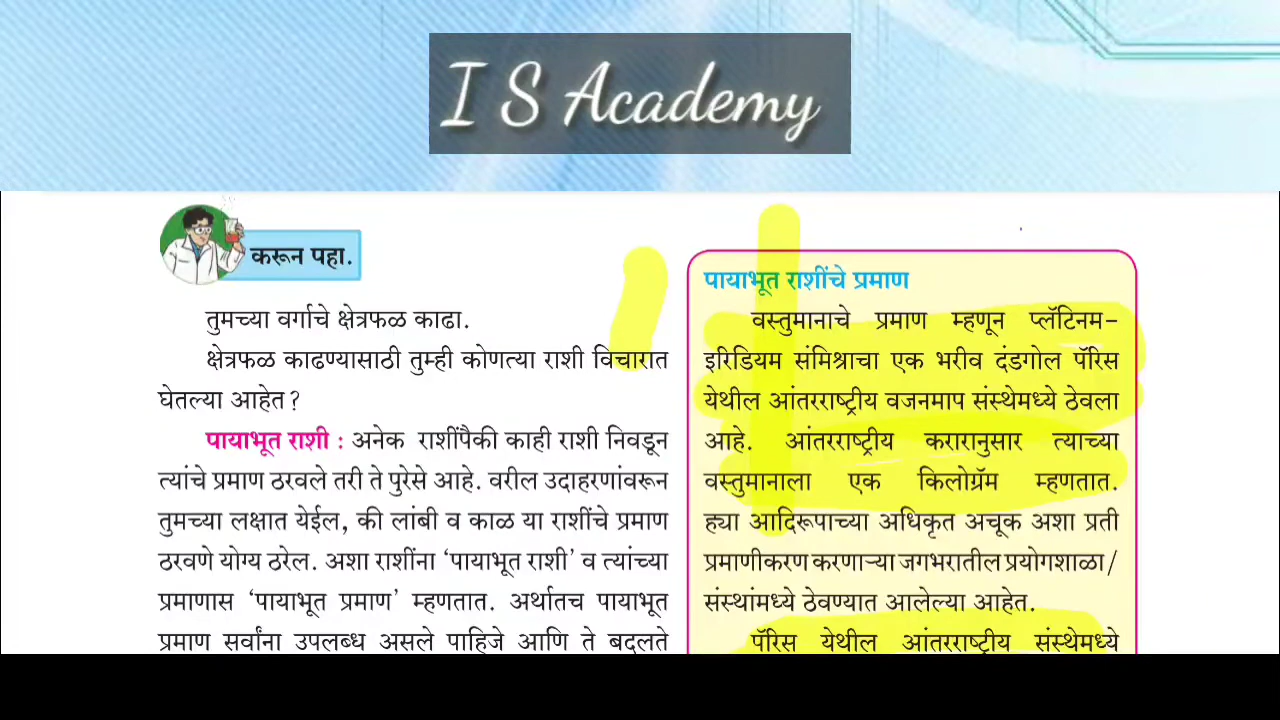 I S Academy
करून पहा.
तुमच्या वर्गाचे क्षेत्रफळ काढा.
क्षेत्रफळ काढण्यासाठी तुम्ही कोणत्या राशी विचारात
घेतल्या आहेत?
पायाभूत राशी : अनेक राशींपैकी काही राशी निवडून
त्यांचे प्रमाण ठरवले तरी ते पुरेसे आहे. वरील उदाहरणांवरून
तुमच्या लक्षात येईल, की लांबी व काळ या राशींचे प्रमाण
ठरवणे योग्य ठरेल. अशा राशींना ‘पायाभूत राशी’ व त्यांच्या
प्रमाणास ‘पायाभूत प्रमाण’ म्हणतात. अर्थातच पायाभूत
प्रमाण सर्वांना उपलब्ध असले पाहिजे आणि ते बदलते
पायाभूत राशींचे प्रमाण
वस्तुमानाचे प्रमाण म्हणून प्लॅटिनम-
इरिडियम संमिश्राचा एक भरीव दंडगोल पॅरिस
येथील आंतरराष्ट्रीय वजनमाप संस्थेमध्ये ठेवला
आहे. आंतरराष्ट्रीय करारानुसार त्याच्या
वस्तुमानाला एक किलोग्रॅम म्हणतात.
ह्या आदिरूपाच्या अधिकृत अचूक अशा प्रती
प्रमाणीकरण करणाऱ्या जगभरातील प्रयोगशाळा/
संस्थांमध्ये ठेवण्यात आलेल्या आहेत.
पॅरिस येथील आंतरराष्ट्रीय संस्थेमध्ये